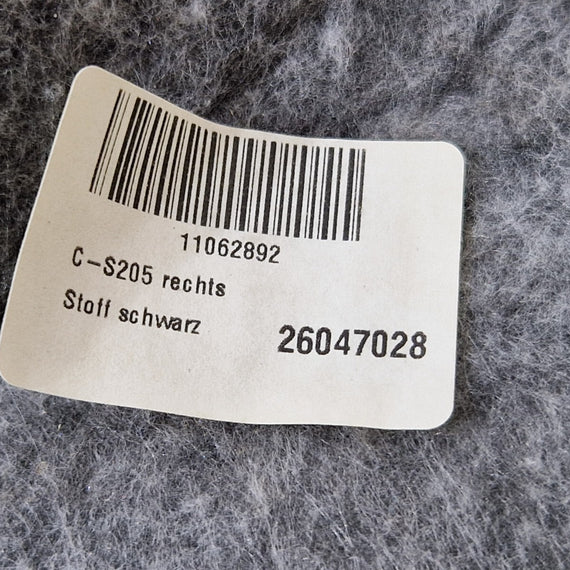 11062892
C-S205 rechts
Stoff schwarz
26047028